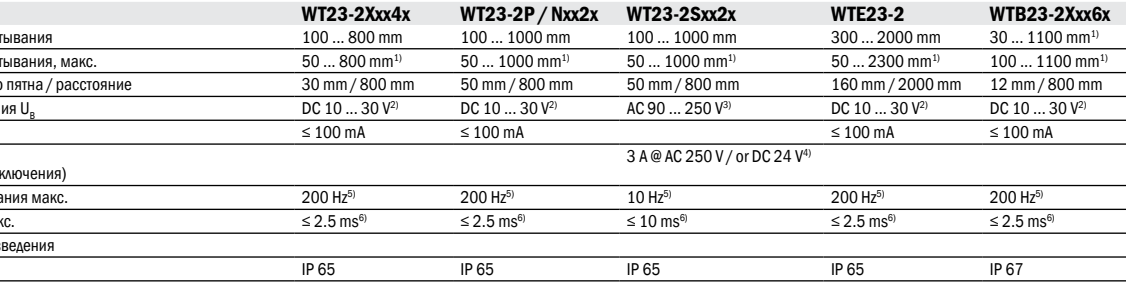 WT23-2Xxx4x WT23-2P / Nxx2x WT23-2Sxx2x WTE23-2 WTB23-2Xxx6x
тывания 100 ... 800 mm 100 ... 1000 mm 100 ... 1000 mm 300 ... 2000 mm 30 ... 1100 mm¹⁾
тывания, макс. 50 ... 800 mm¹⁾ 50 ... 1000 mm¹⁾ 50 ... 1000 mm¹⁾ 50 ... 2300 mm¹⁾ 100 ... 1100 mm¹⁾
о пятна / расстояние 30 mm / 800 mm 50 mm / 800 mm 50 mm / 800 mm 160 mm / 2000 mm 12 mm / 800 mm
ия Uв DC 10 ... 30 V²⁾ DC 10 ... 30 V²⁾ AC 90 ... 250 V³⁾ DC 10 ... 30 V²⁾ DC 10 ... 30 V²⁾
≤ 100 mA ≤ 100 mA ≤ 100 mA ≤ 100 mA
3 A @ AC 250 V / or DC 24 V⁴⁾
ключения)
ания макс. 200 Hz⁵⁾ 200 Hz⁵⁾ 10 Hz⁵⁾ 200 Hz⁵⁾ 200 Hz⁵⁾
кс. ≤ 2.5 ms⁶⁾ ≤ 2.5 ms⁶⁾ ≤ 10 ms⁶⁾ ≤ 2.5 ms⁶⁾ ≤ 2.5 ms⁶⁾
зведения
IP 65 IP 65 IP 65 IP 65 IP 67